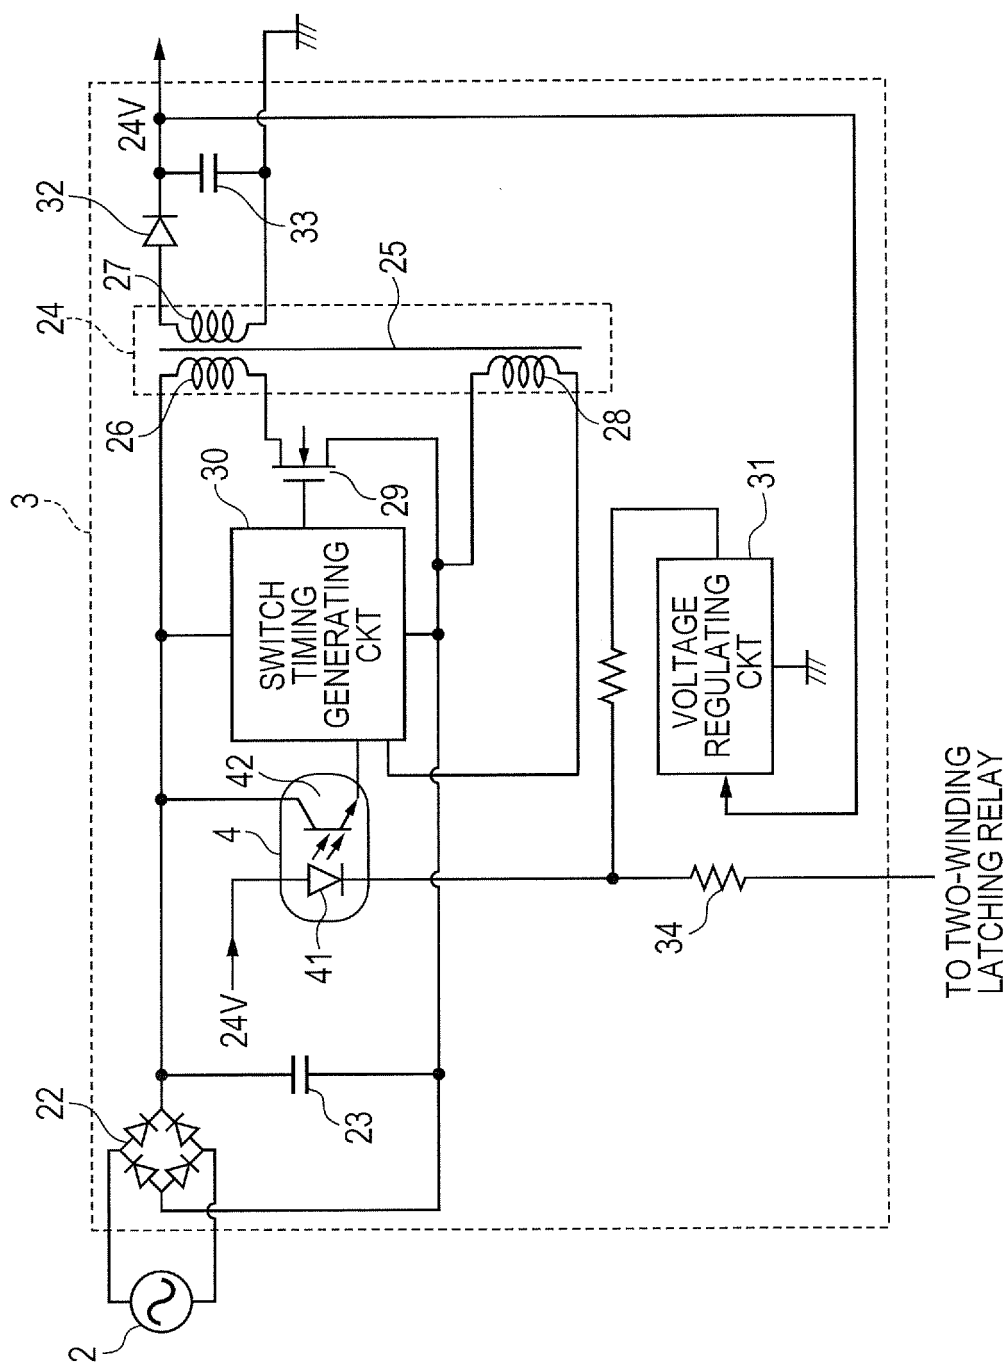 3
24
32
27
33
24V
25
26
28
30
29
SWITCH
TIMING
GENERATING
CKT
31
VOLTAGE
REGULATING
CKT
4
42
41
24V
34
22
23
2
TO TWO-WINDING
LATCHING RELAY